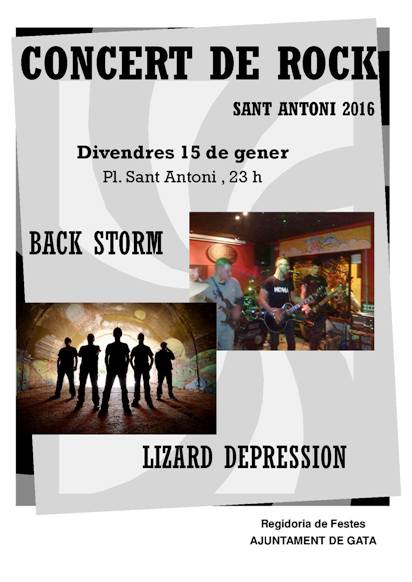 CONCERT DE ROCK
SANT ANTONI 2016
Divendres 15 de gener
Pl. Sant Antoni , 23 h
BACK STORM
LIZARD DEPRESSION
Regidoria de Festes
AJUNTAMENT DE GATA